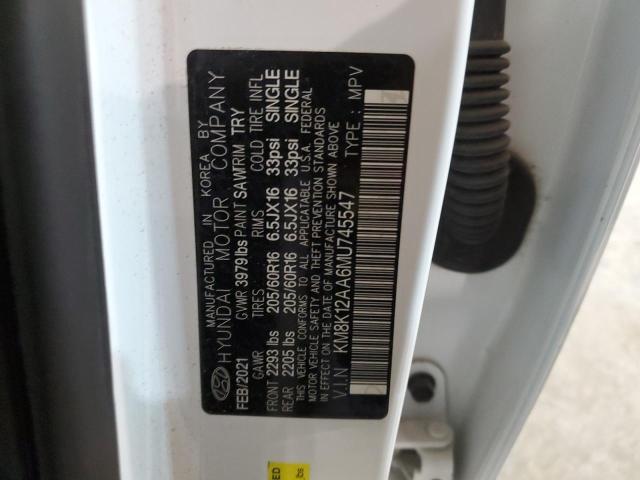 MANUFACTURED IN KOREA BY
HYUNDAI MOTOR COMPANY
FEB/2021 GVWR 3979lbs PAINT SAWTRIM TRY
GAWR TIRES RIMS COLD TIRE INFL
FRONT 2293 lbs 205/60R16 6.5JX16 33psi SINGLE
REAR 2205 lbs 205/60R16 6.5JX16 33psi SINGLE
THIS VEHICLE CONFORMS TO ALL APPLICATABLE U.S.A. FEDERAL
MOTOR VEHICLE SAFETY AND THEFT PREVENTION STANDARDS
IN EFFECT ON THE DATE OF MANUFACTURE SHOWN ABOVE
V.I.N KM8K12AA6MU745547 TYPE : MPV
lbs